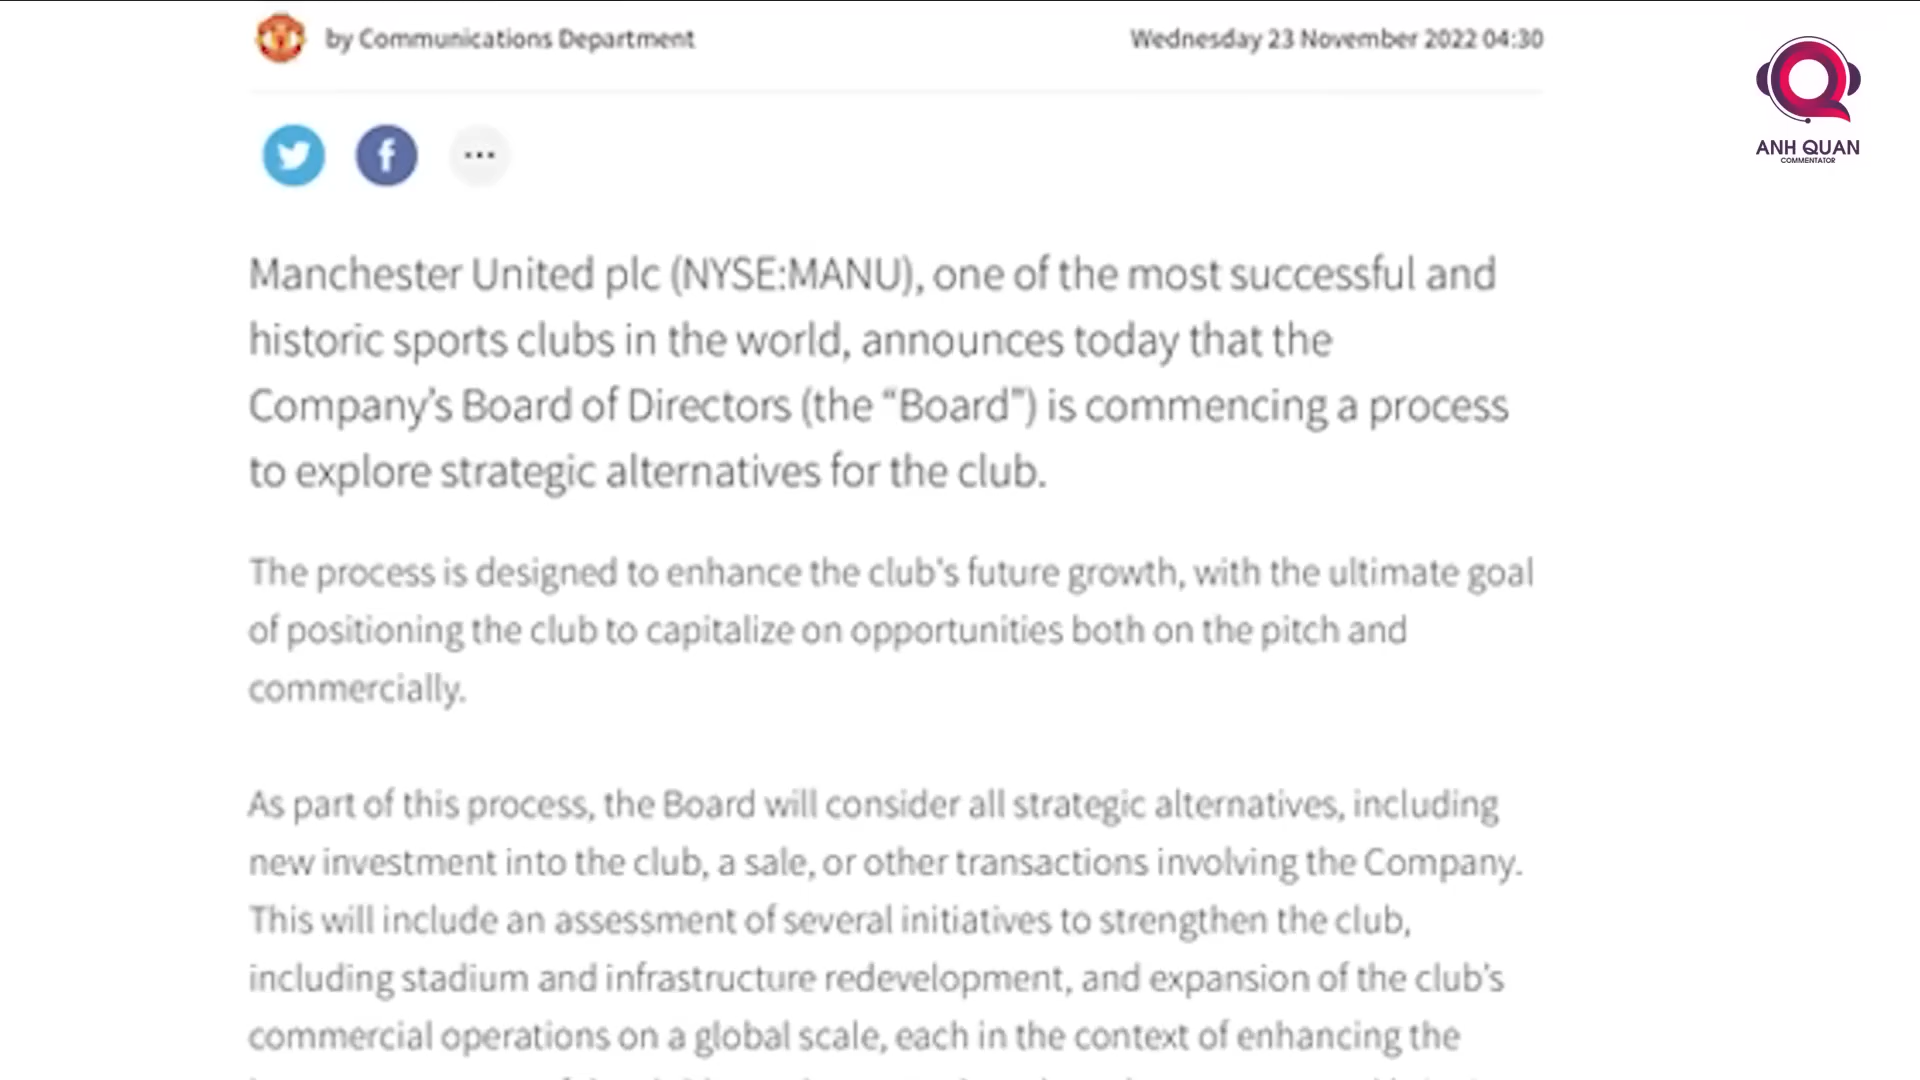 by Communications Department
Wednesday 23 November 2022 04:30
ANH QUAN
COMMENTATOR
Manchester United plc (NYSE:MANU), one of the most successful and
historic sports clubs in the world, announces today that the
Company’s Board of Directors (the “Board”) is commencing a process
to explore strategic alternatives for the club.
The process is designed to enhance the club's future growth, with the ultimate goal
of positioning the club to capitalize on opportunities both on the pitch and
commercially.
As part of this process, the Board will consider all strategic alternatives, including
new investment into the club, a sale, or other transactions involving the Company.
This will include an assessment of several initiatives to strengthen the club,
including stadium and infrastructure redevelopment, and expansion of the club’s
commercial operations on a global scale, each in the context of enhancing the